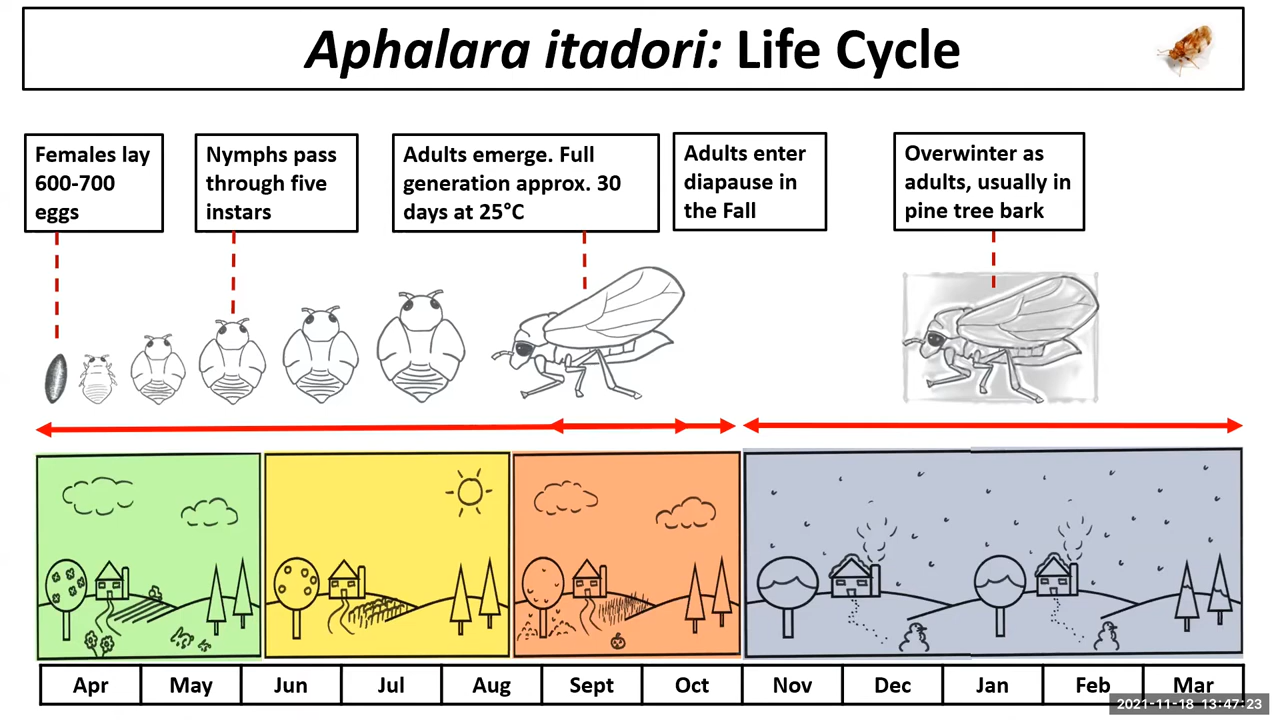 Aphalara itadori: Life Cycle
Females lay
600-700
eggs
Nymphs pass
through five
instars
Adults emerge. Full
generation approx. 30
days at 25°C
Adults enter
diapause in
the Fall
Overwinter as
adults, usually in
pine tree bark
Apr May Jun Jul Aug Sept Oct Nov Dec Jan Feb Mar
2021-11-18 13:47:23